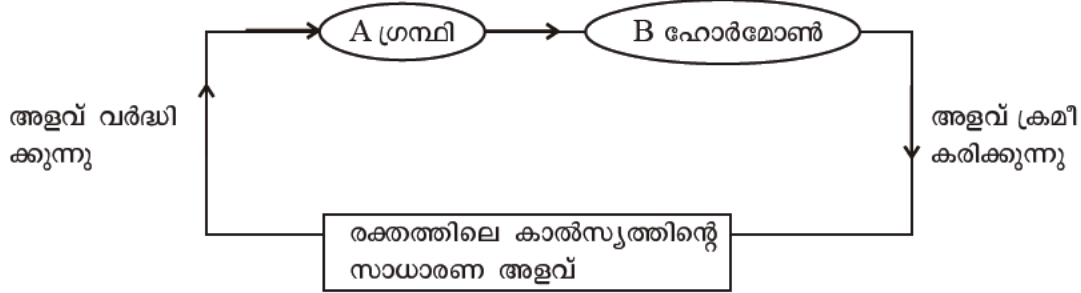 A ഗ്രന്ഥി
B ഹോർമോൺ
അളവ് വർദ്ധി
ക്കുന്നു
അളവ് ക്രമീ
കരിക്കുന്നു
രക്തത്തിലെ കാൽസ്യത്തിന്റെ
സാധാരണ അളവ്